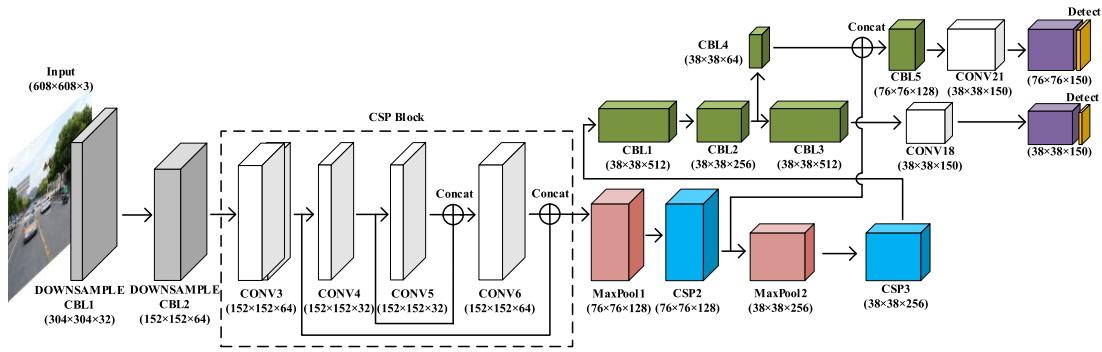 Input
(608×608×3)
DOWNSAMPLE
CBL1
(304×304×32)
DOWNSAMPLE
CBL2
(152×152×64)
CSP Block
CONV3
(152×152×64)
CONV4
(152×152×32)
CONV5
(152×152×32)
Concat
CONV6
(152×152×64)
Concat
MaxPool1
(76×76×128)
CSP2
(76×76×128)
MaxPool2
(38×38×256)
CSP3
(38×38×256)
CBL1
(38×38×512)
CBL2
(38×38×256)
CBL3
(38×38×512)
CBL4
(38×38×64)
Concat
CBL5
(76×76×128)
CONV21
(38×38×150)
Detect
(76×76×150)
CONV18
(38×38×150)
Detect
(38×38×150)